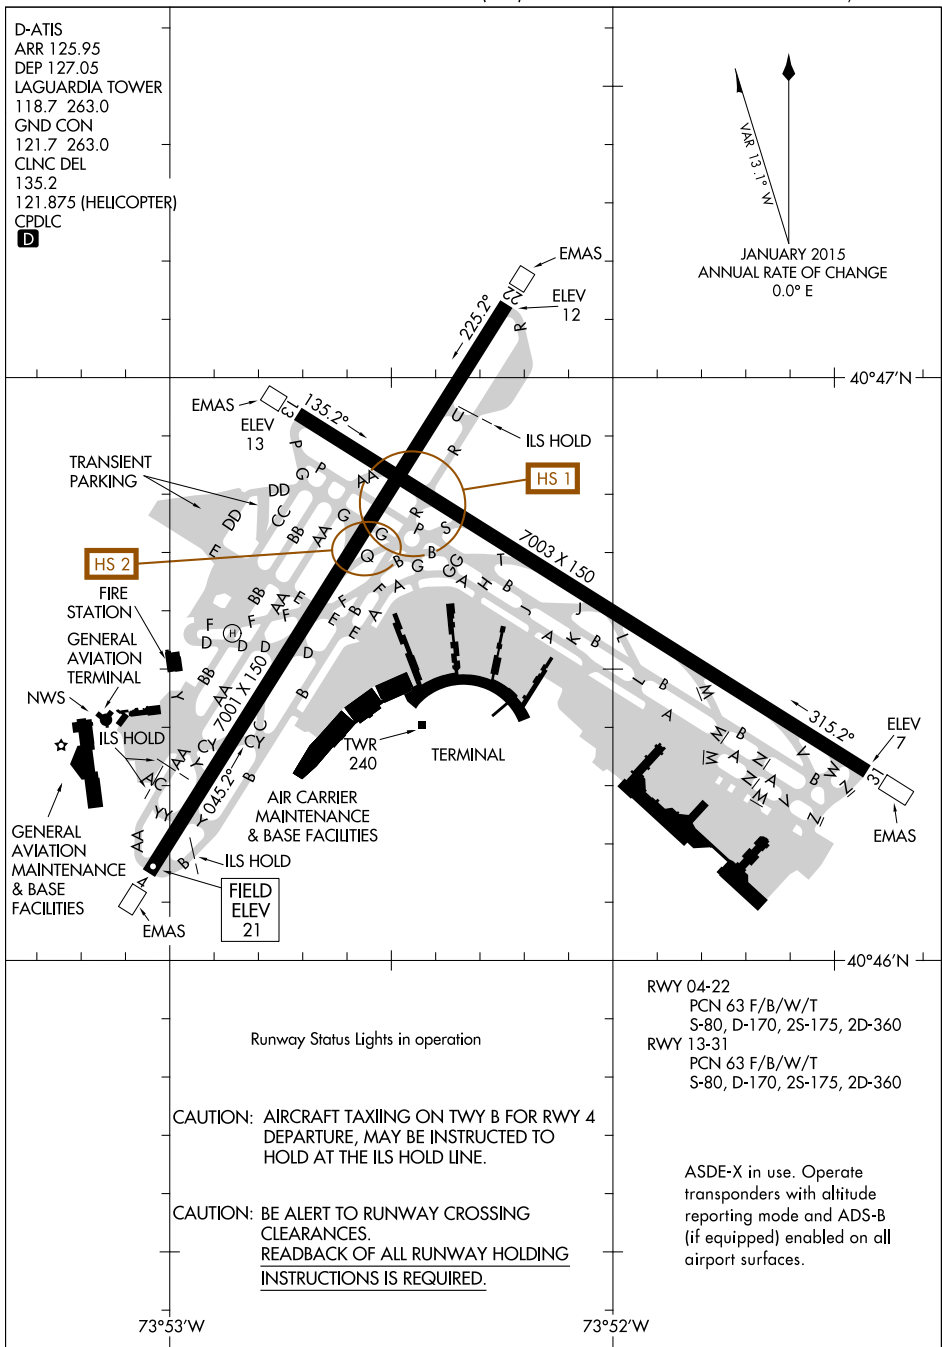 D-ATIS
ARR 125.95
DEP 127.05
LAGUARDIA TOWER
118.7 263.0
GND CON
121.7 263.0
CLNC DEL
135.2
121.875 (HELICOPTER)
CPDLC
D
VAR 13.1° W
JANUARY 2015
ANNUAL RATE OF CHANGE
0.0° E
EMAS
22
ELEV
12
R
225.2°
40°47'N
EMAS
13
135.2°
ELEV
13
U
ILS HOLD
R
HS 1
TRANSIENT
PARKING
P
G
P
AA
DD
CC
DD
BB
AA
G
G
R
P
S
E
HS 2
Q
B
G
B
GG
G
A
T
7003 X 150
H
B
J
J
FIRE
STATION
BB
AA
E
F
F
A
B
A
E
E
F
F
F
H
D
D
D
D
A
K
B
L
L
GENERAL
AVIATION
TERMINAL
NWS
ILS HOLD
BB
AA
7001 X 150
Y
B
C
CY
CY
Y
AA
A
C
B
045.2°
Y
TWR
240
TERMINAL
B
A
M
M
M
B
A
N
N
A
V
V
B
W
W
Z
Z
315.2°
ELEV
7
31
EMAS
AIR CARRIER
MAINTENANCE
& BASE FACILITIES
GENERAL
AVIATION
MAINTENANCE
& BASE
FACILITIES
AA
Y
B
ILS HOLD
4
EMAS
FIELD
ELEV
21
40°46'N
RWY 04-22
PCN 63 F/B/W/T
S-80, D-170, 2S-175, 2D-360
RWY 13-31
PCN 63 F/B/W/T
S-80, D-170, 2S-175, 2D-360
Runway Status Lights in operation
CAUTION: AIRCRAFT TAXIING ON TWY B FOR RWY 4
DEPARTURE, MAY BE INSTRUCTED TO
HOLD AT THE ILS HOLD LINE.
CAUTION: BE ALERT TO RUNWAY CROSSING
CLEARANCES.
READBACK OF ALL RUNWAY HOLDING
INSTRUCTIONS IS REQUIRED.
ASDE-X in use. Operate
transponders with altitude
reporting mode and ADS-B
(if equipped) enabled on all
airport surfaces.
73°53'W
73°52'W